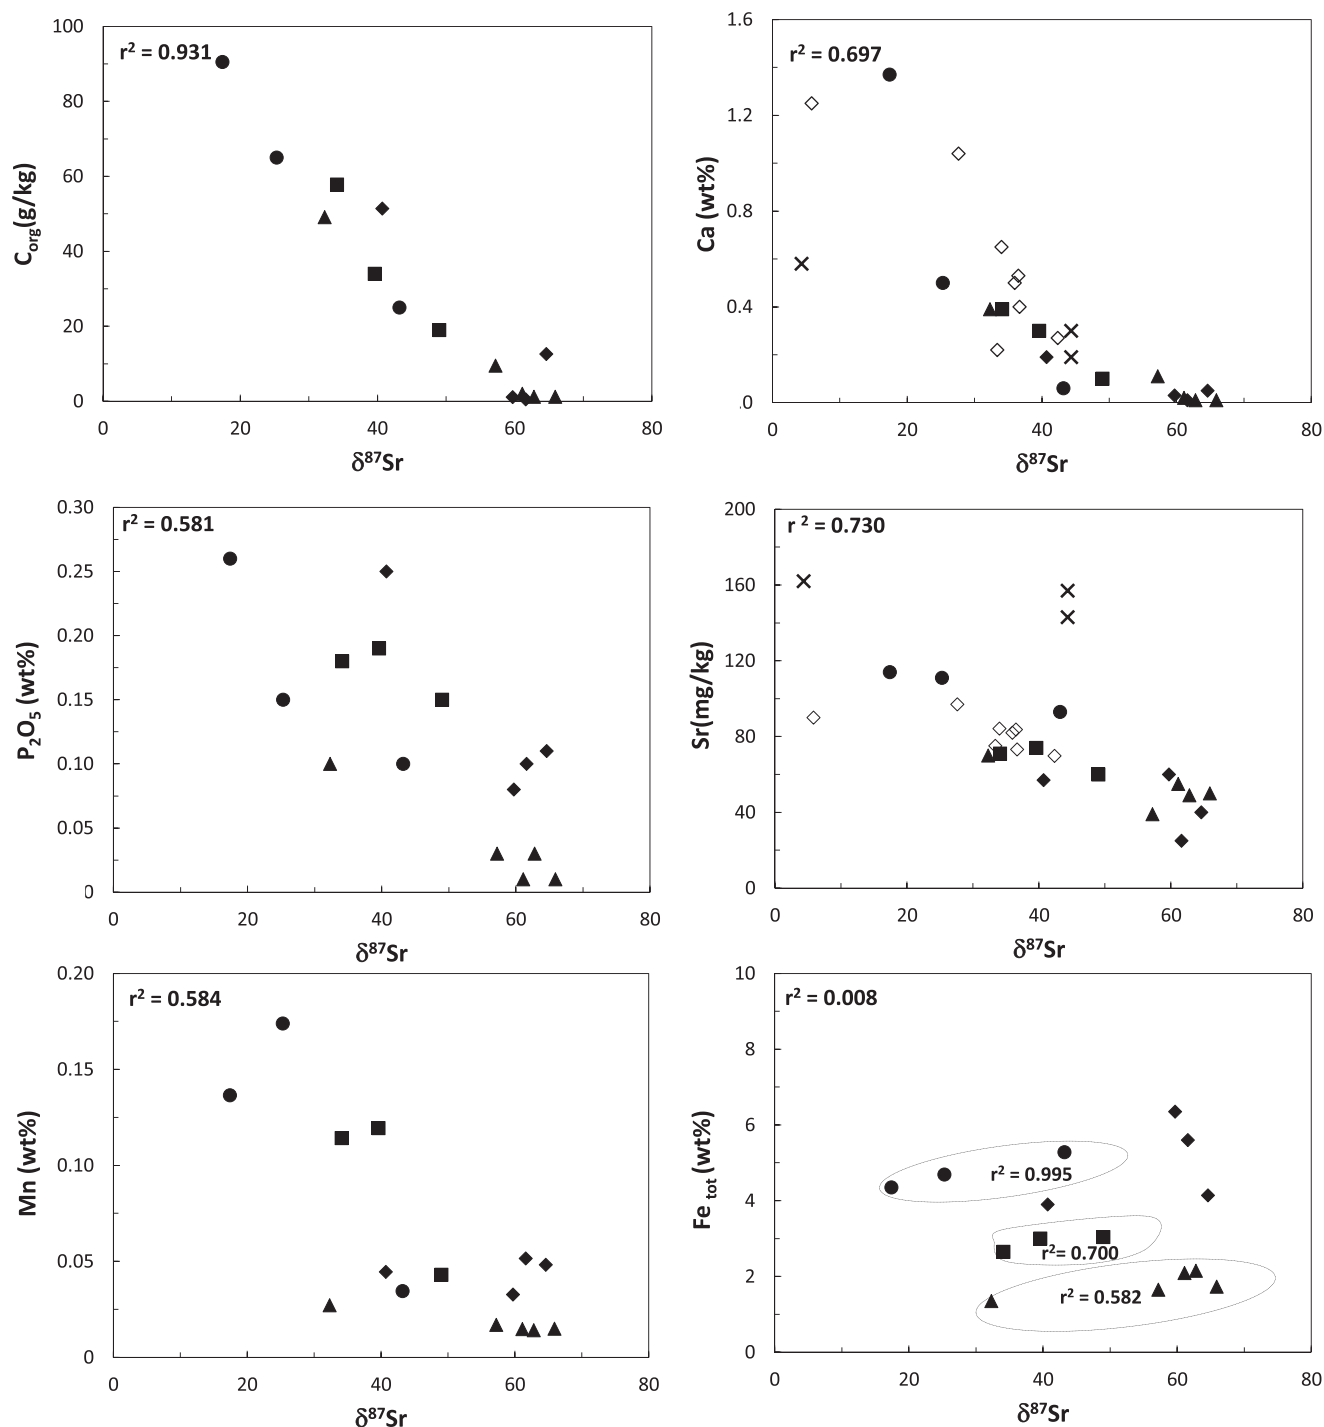 100
80
60
40
20
0
C_org(g/kg)
r² = 0.931
0 20 40 60 80
δ⁸⁷Sr
1.6
1.2
0.8
0.4
.0
Ca (wt%)
r² = 0.697
0 20 40 60 80
δ⁸⁷Sr
0.30
0.25
0.20
0.15
0.10
0.05
0
P₂O₅ (wt%)
r² = 0.581
0 20 40 60 80
δ⁸⁷Sr
200
160
120
80
40
0
Sr(mg/kg)
r ² = 0.730
0 20 40 60 80
δ⁸⁷Sr
0.20
0.15
0.10
0.05
0
Mn (wt%)
r² = 0.584
0 20 40 60 80
δ⁸⁷Sr
10
8
6
4
2
0
Fe tot (wt%)
r² = 0.008
r² = 0.995
r²= 0.700
r² = 0.582
0 20 40 60 80
δ⁸⁷Sr